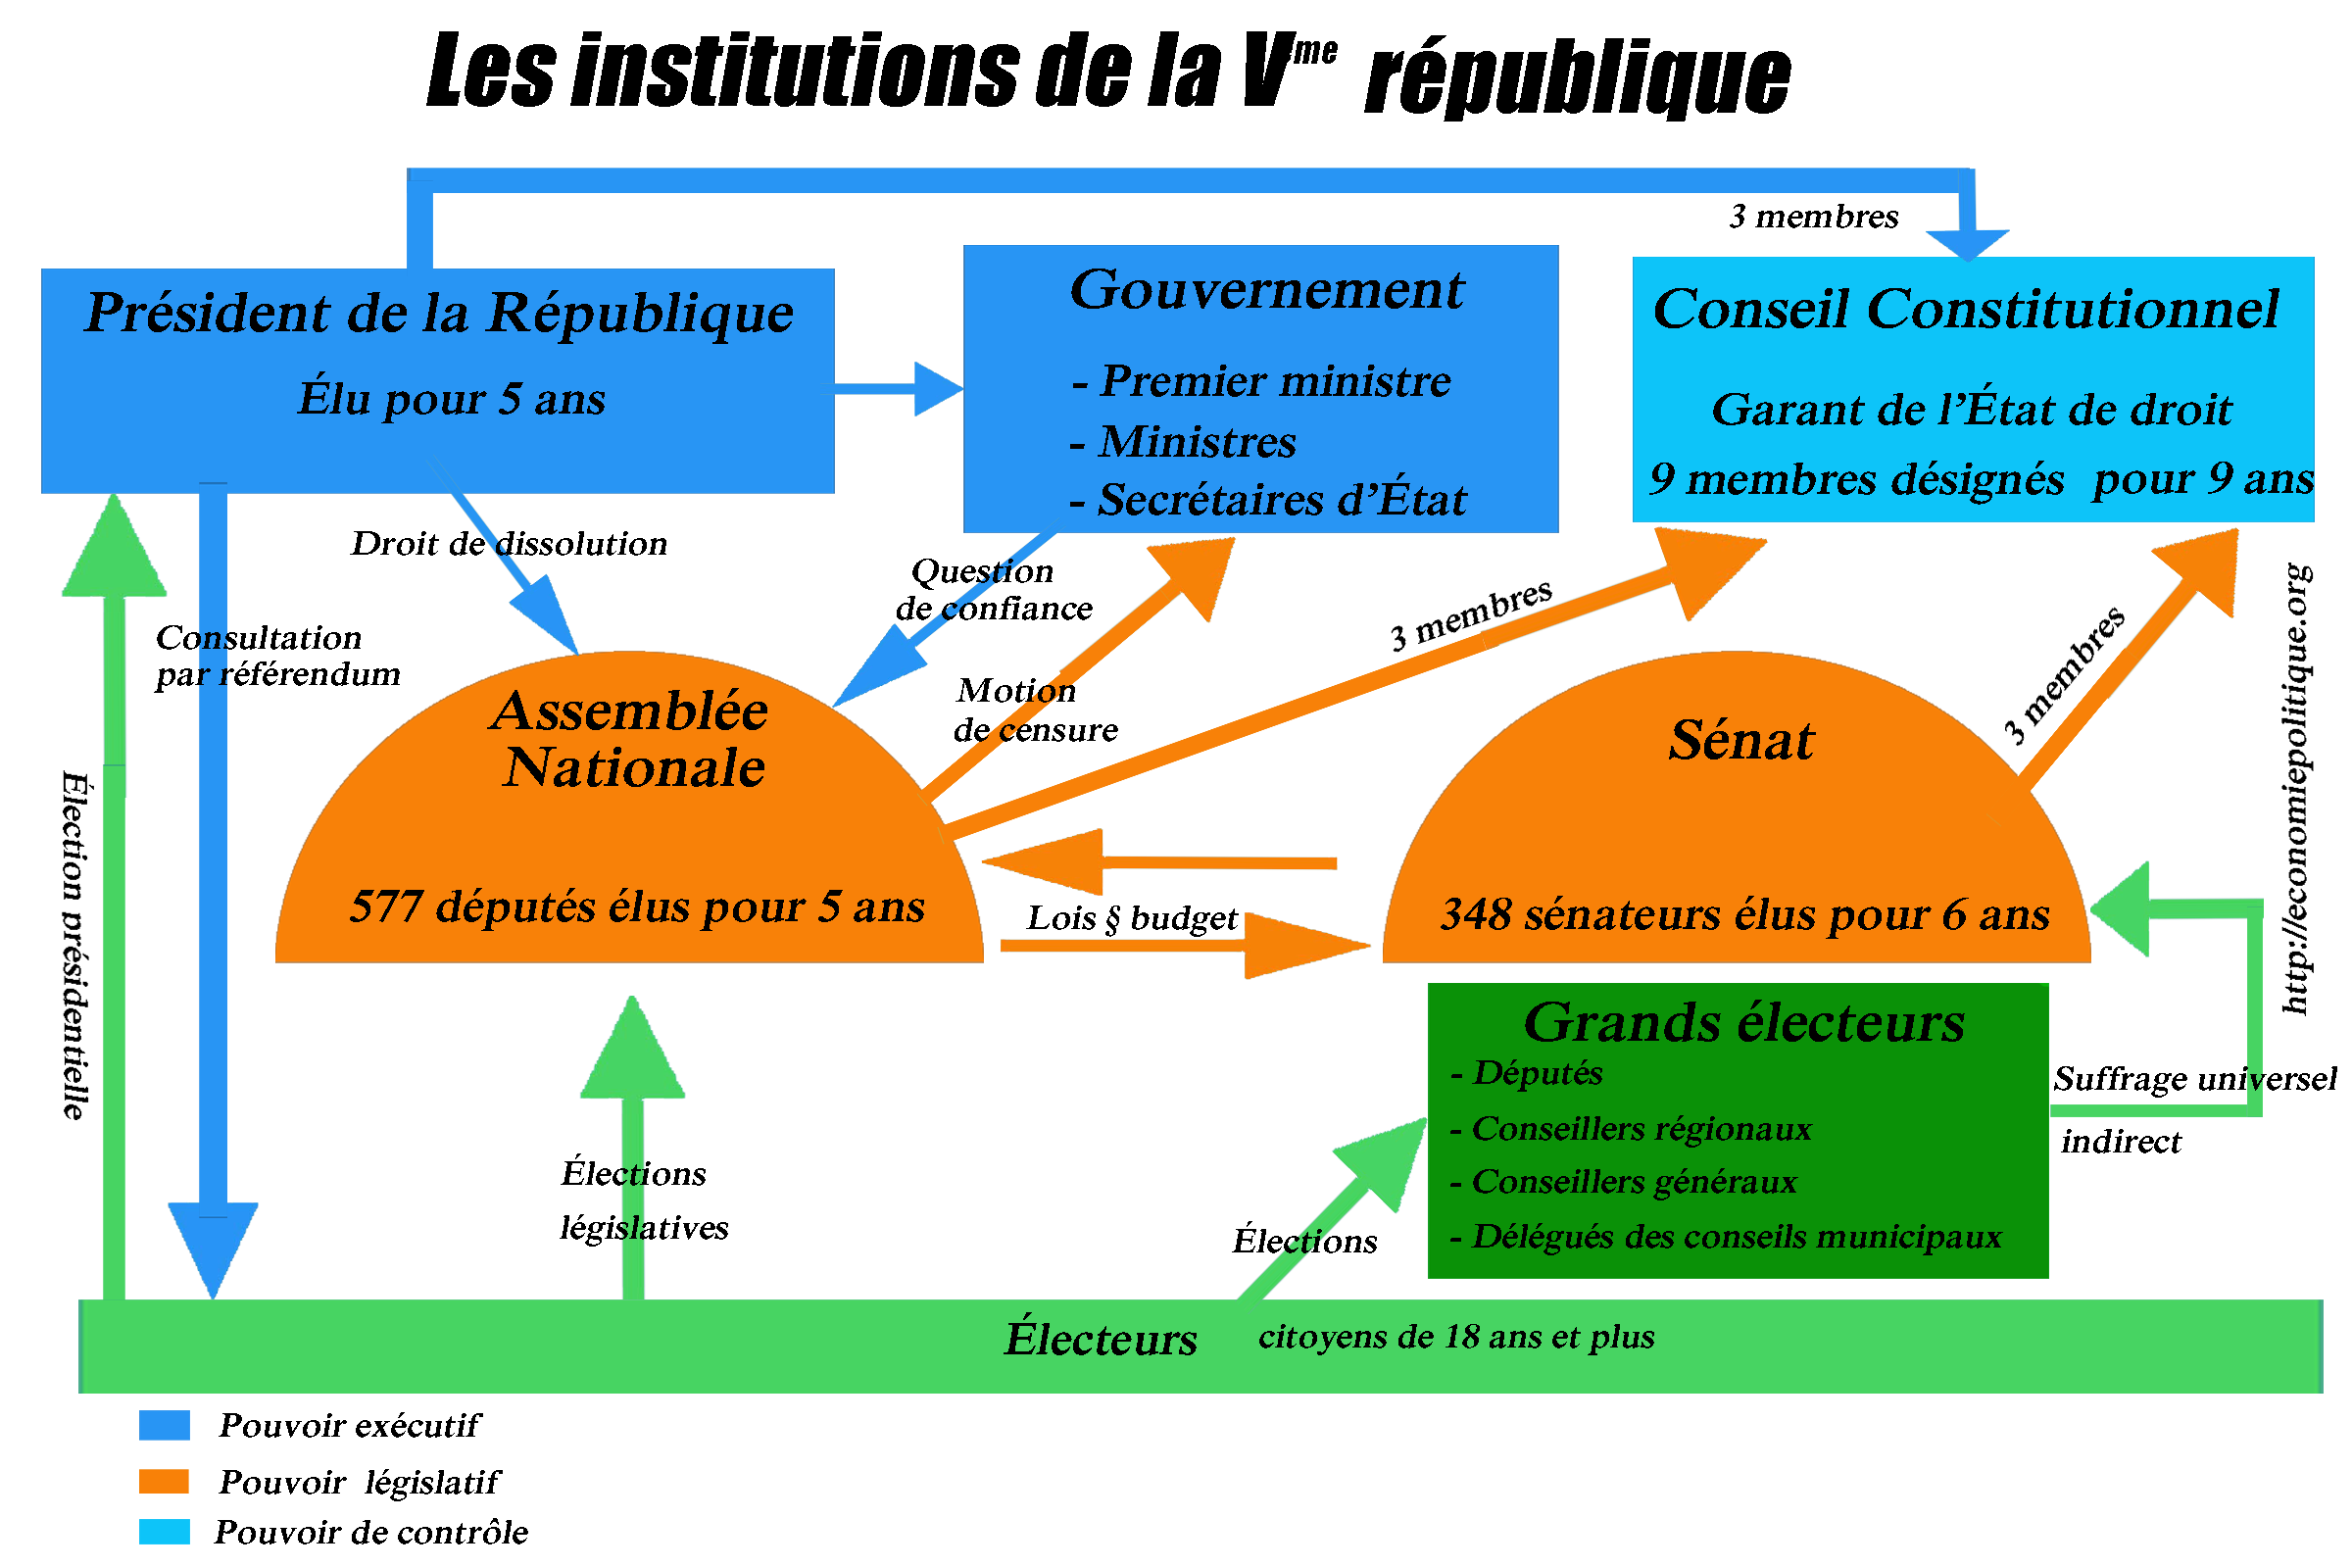 Les institutions de la Vme république
3 membres
Président de la République
Élu pour 5 ans
Gouvernement
- Premier ministre
- Ministres
- Secrétaires d'État
Conseil Constitutionnel
Garant de l'État de droit
9 membres désignés pour 9 ans
Droit de dissolution
Question
de confiance
Consultation
par référendum
Motion
de censure
3 membres
3 membres
http://economiepolitique.org
Élection présidentielle
Assemblée
Nationale
577 députés élus pour 5 ans
Lois § budget
Sénat
348 sénateurs élus pour 6 ans
Grands électeurs
- Députés
- Conseillers régionaux
- Conseillers généraux
- Délégués des conseils municipaux
Suffrage universel
indirect
Élections
législatives
Élections
Électeurs citoyens de 18 ans et plus
Pouvoir exécutif
Pouvoir législatif
Pouvoir de contrôle